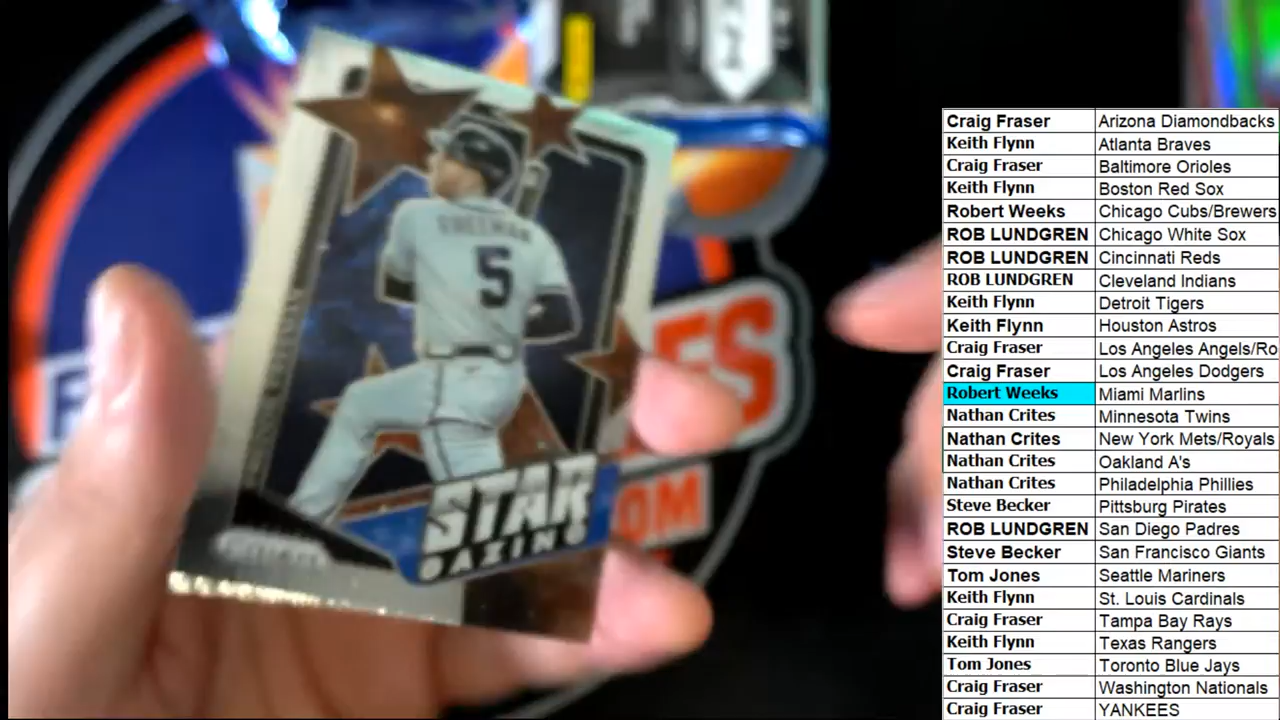 FREEMAN
5
STAR
GAZING
ES
OM
Craig Fraser Arizona Diamondbacks
Keith Flynn Atlanta Braves
Craig Fraser Baltimore Orioles
Keith Flynn Boston Red Sox
Robert Weeks Chicago Cubs/Brewers
ROB LUNDGREN Chicago White Sox
ROB LUNDGREN Cincinnati Reds
ROB LUNDGREN Cleveland Indians
Keith Flynn Detroit Tigers
Keith Flynn Houston Astros
Craig Fraser Los Angeles Angels/Ro
Craig Fraser Los Angeles Dodgers
Robert Weeks Miami Marlins
Nathan Crites Minnesota Twins
Nathan Crites New York Mets/Royals
Nathan Crites Oakland A's
Nathan Crites Philadelphia Phillies
Steve Becker Pittsburg Pirates
ROB LUNDGREN San Diego Padres
Steve Becker San Francisco Giants
Tom Jones Seattle Mariners
Keith Flynn St. Louis Cardinals
Craig Fraser Tampa Bay Rays
Keith Flynn Texas Rangers
Tom Jones Toronto Blue Jays
Craig Fraser Washington Nationals
Craig Fraser YANKEES